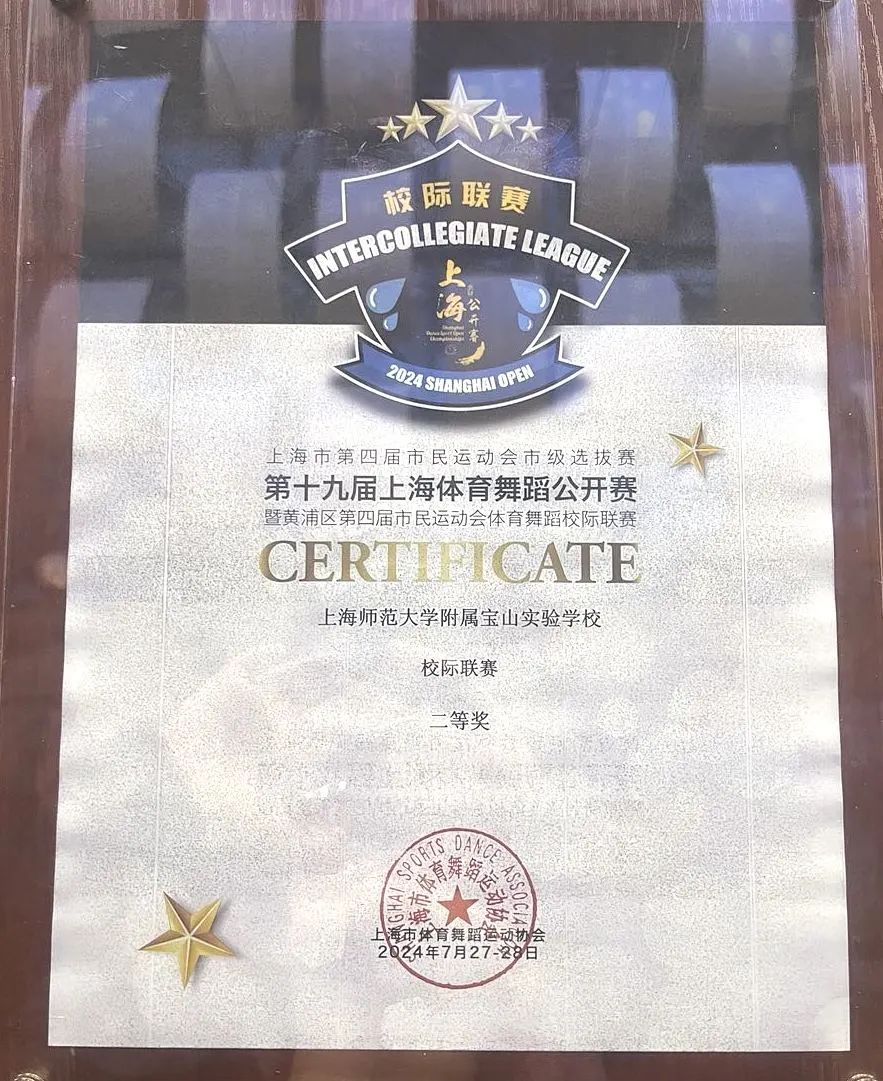 校际联赛
INTERCOLLEGIATE LEAGUE
上海
公开赛
Shanghai
Dance Sport Open
Championships
2024 SHANGHAI OPEN
上海市第四届市民运动会市级选拔赛
第十九届上海体育舞蹈公开赛
暨黄浦区第四届市民运动会体育舞蹈校际联赛
CERTIFICATE
上海师范大学附属宝山实验学校
校际联赛
二等奖
SHANGHAI SPORTS DANCE ASSOCIATION
上海市体育舞蹈运动协会
上海市体育舞蹈运动协会
2024年7月27-28日